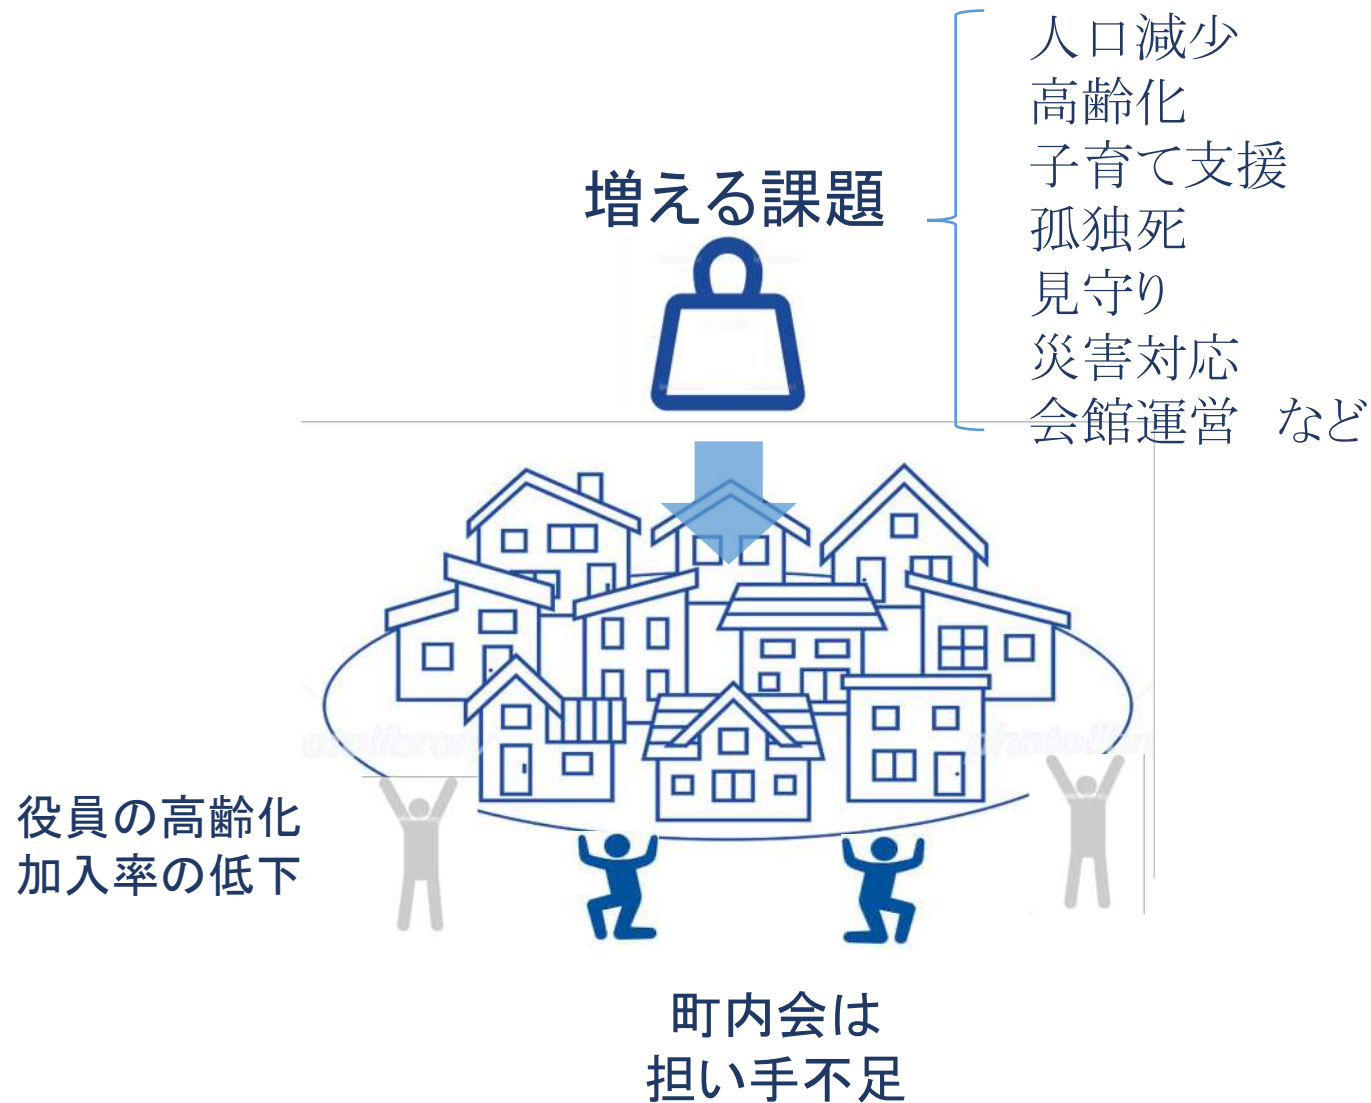 人口減少
高齢化
子育て支援
孤独死
見守り
災害対応
会館運営　など
増える課題
役員の高齢化
加入率の低下
町内会は
担い手不足